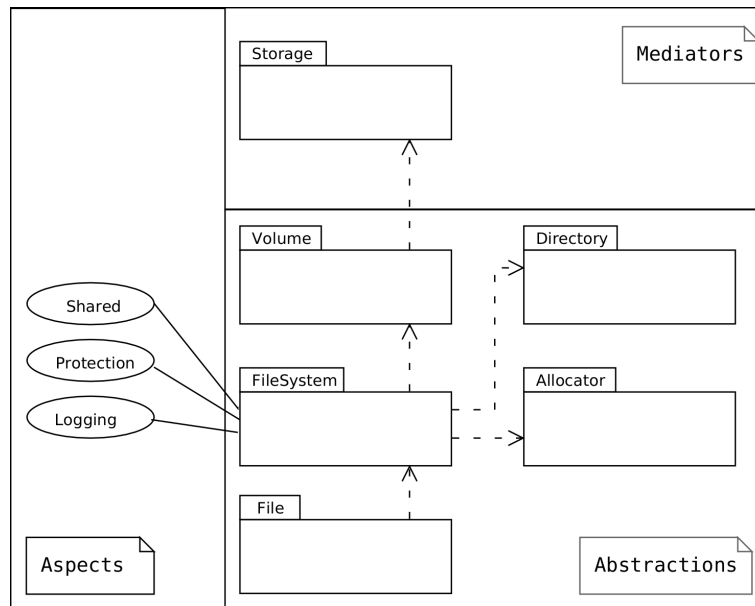 Storage
Mediators
Volume
Directory
Shared
Protection
FileSystem
Allocator
Logging
File
Aspects
Abstractions